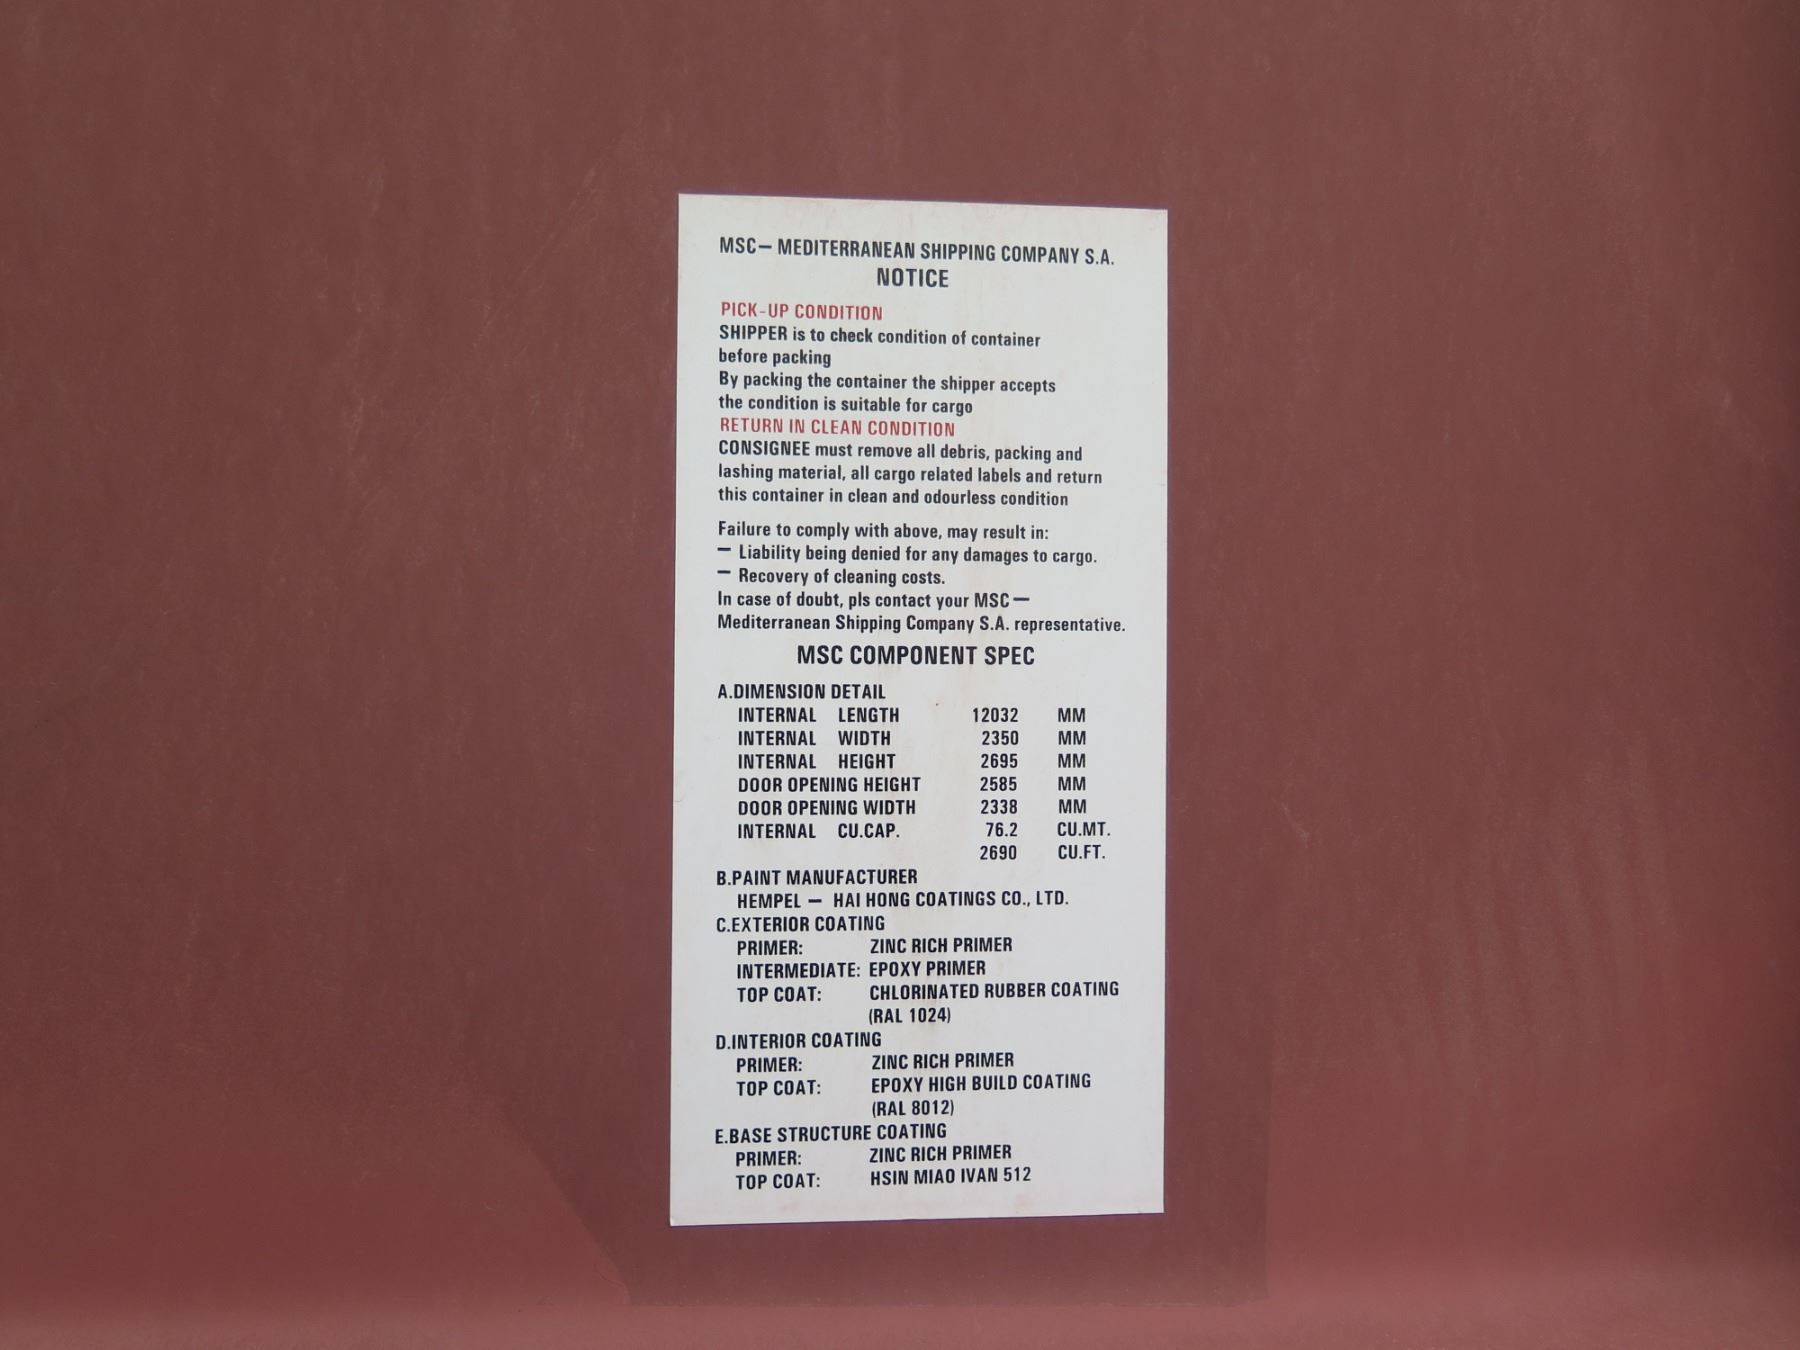 MSC— MEDITERRANEAN SHIPPING COMPANY S.A.
NOTICE
PICK-UP CONDITION
SHIPPER is to check condition of container
before packing
By packing the container the shipper accepts
the condition is suitable for cargo
RETURN IN CLEAN CONDITION
CONSIGNEE must remove all debris, packing and
lashing material, all cargo related labels and return
this container in clean and odourless condition
Failure to comply with above, may result in:
— Liability being denied for any damages to cargo.
— Recovery of cleaning costs.
In case of doubt, pls contact your MSC —
Mediterranean Shipping Company S.A. representative.
MSC COMPONENT SPEC
A.DIMENSION DETAIL
INTERNAL LENGTH 12032 MM
INTERNAL WIDTH 2350 MM
INTERNAL HEIGHT 2695 MM
DOOR OPENING HEIGHT 2585 MM
DOOR OPENING WIDTH 2338 MM
INTERNAL CU.CAP. 76.2 CU.MT.
2690 CU.FT.
B.PAINT MANUFACTURER
HEMPEL — HAI HONG COATINGS CO., LTD.
C.EXTERIOR COATING
PRIMER: ZINC RICH PRIMER
INTERMEDIATE: EPOXY PRIMER
TOP COAT: CHLORINATED RUBBER COATING
(RAL 1024)
D.INTERIOR COATING
PRIMER: ZINC RICH PRIMER
TOP COAT: EPOXY HIGH BUILD COATING
(RAL 8012)
E.BASE STRUCTURE COATING
PRIMER: ZINC RICH PRIMER
TOP COAT: HSIN MIAO IVAN 512